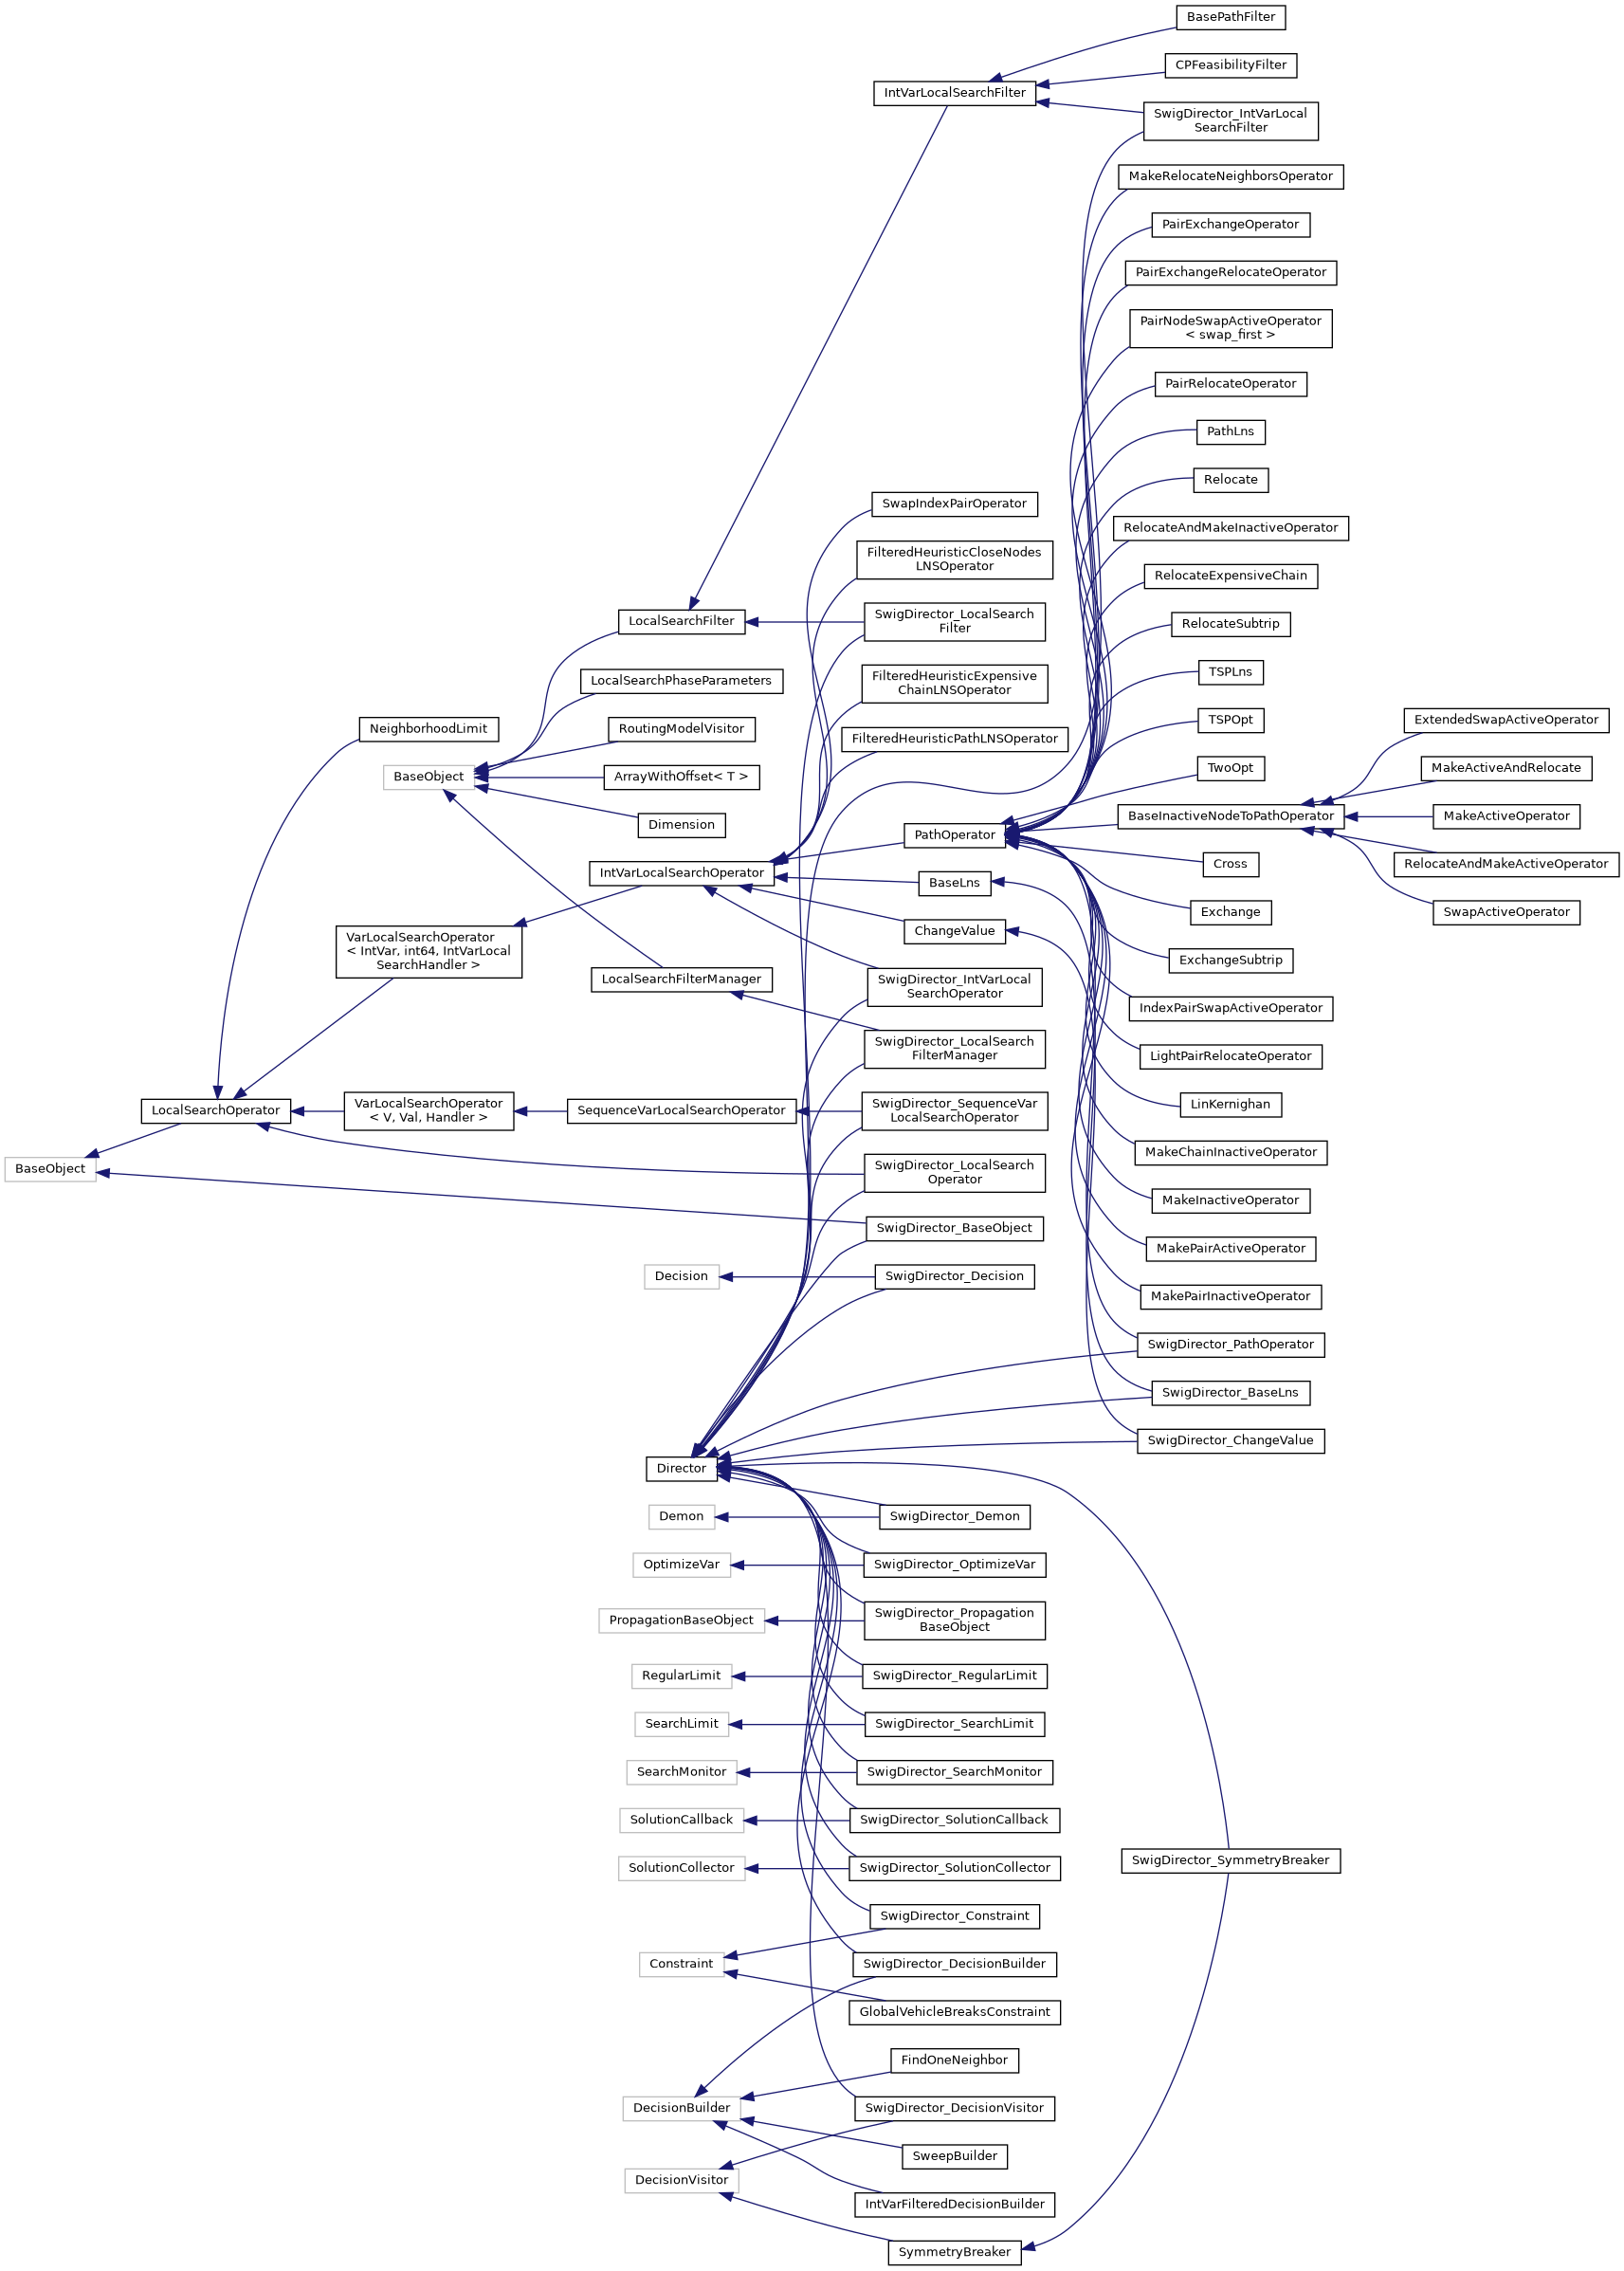 BasePathFilter
CPFeasibilityFilter
IntVarLocalSearchFilter
SwigDirector_IntVarLocal
SearchFilter
MakeRelocateNeighborsOperator
PairExchangeOperator
PairExchangeRelocateOperator
PairNodeSwapActiveOperator
< swap_first >
PairRelocateOperator
PathLns
Relocate
SwapIndexPairOperator
RelocateAndMakeInactiveOperator
FilteredHeuristicCloseNodes
LNSOperator
RelocateExpensiveChain
LocalSearchFilter
SwigDirector_LocalSearch
Filter
RelocateSubtrip
LocalSearchPhaseParameters
FilteredHeuristicExpensive
ChainLNSOperator
TSPLns
NeighborhoodLimit
RoutingModelVisitor
TSPOpt
ExtendedSwapActiveOperator
FilteredHeuristicPathLNSOperator
BaseObject
ArrayWithOffset< T >
TwoOpt
MakeActiveAndRelocate
Dimension
PathOperator
BaseInactiveNodeToPathOperator
MakeActiveOperator
IntVarLocalSearchOperator
BaseLns
Cross
RelocateAndMakeActiveOperator
Exchange
SwapActiveOperator
VarLocalSearchOperator
< IntVar, int64, IntVarLocal
SearchHandler >
ChangeValue
ExchangeSubtrip
LocalSearchFilterManager
SwigDirector_IntVarLocal
SearchOperator
IndexPairSwapActiveOperator
SwigDirector_LocalSearch
FilterManager
LightPairRelocateOperator
LocalSearchOperator
VarLocalSearchOperator
< V, Val, Handler >
SequenceVarLocalSearchOperator
SwigDirector_SequenceVar
LocalSearchOperator
LinKernighan
BaseObject
SwigDirector_LocalSearch
Operator
MakeChainInactiveOperator
SwigDirector_BaseObject
MakeInactiveOperator
MakePairActiveOperator
Decision
SwigDirector_Decision
MakePairInactiveOperator
SwigDirector_PathOperator
SwigDirector_BaseLns
SwigDirector_ChangeValue
Director
Demon
SwigDirector_Demon
OptimizeVar
SwigDirector_OptimizeVar
PropagationBaseObject
SwigDirector_Propagation
BaseObject
RegularLimit
SwigDirector_RegularLimit
SearchLimit
SwigDirector_SearchLimit
SearchMonitor
SwigDirector_SearchMonitor
SolutionCallback
SwigDirector_SolutionCallback
SolutionCollector
SwigDirector_SolutionCollector
SwigDirector_SymmetryBreaker
SwigDirector_Constraint
Constraint
SwigDirector_DecisionBuilder
GlobalVehicleBreaksConstraint
FindOneNeighbor
DecisionBuilder
SwigDirector_DecisionVisitor
SweepBuilder
DecisionVisitor
IntVarFilteredDecisionBuilder
SymmetryBreaker